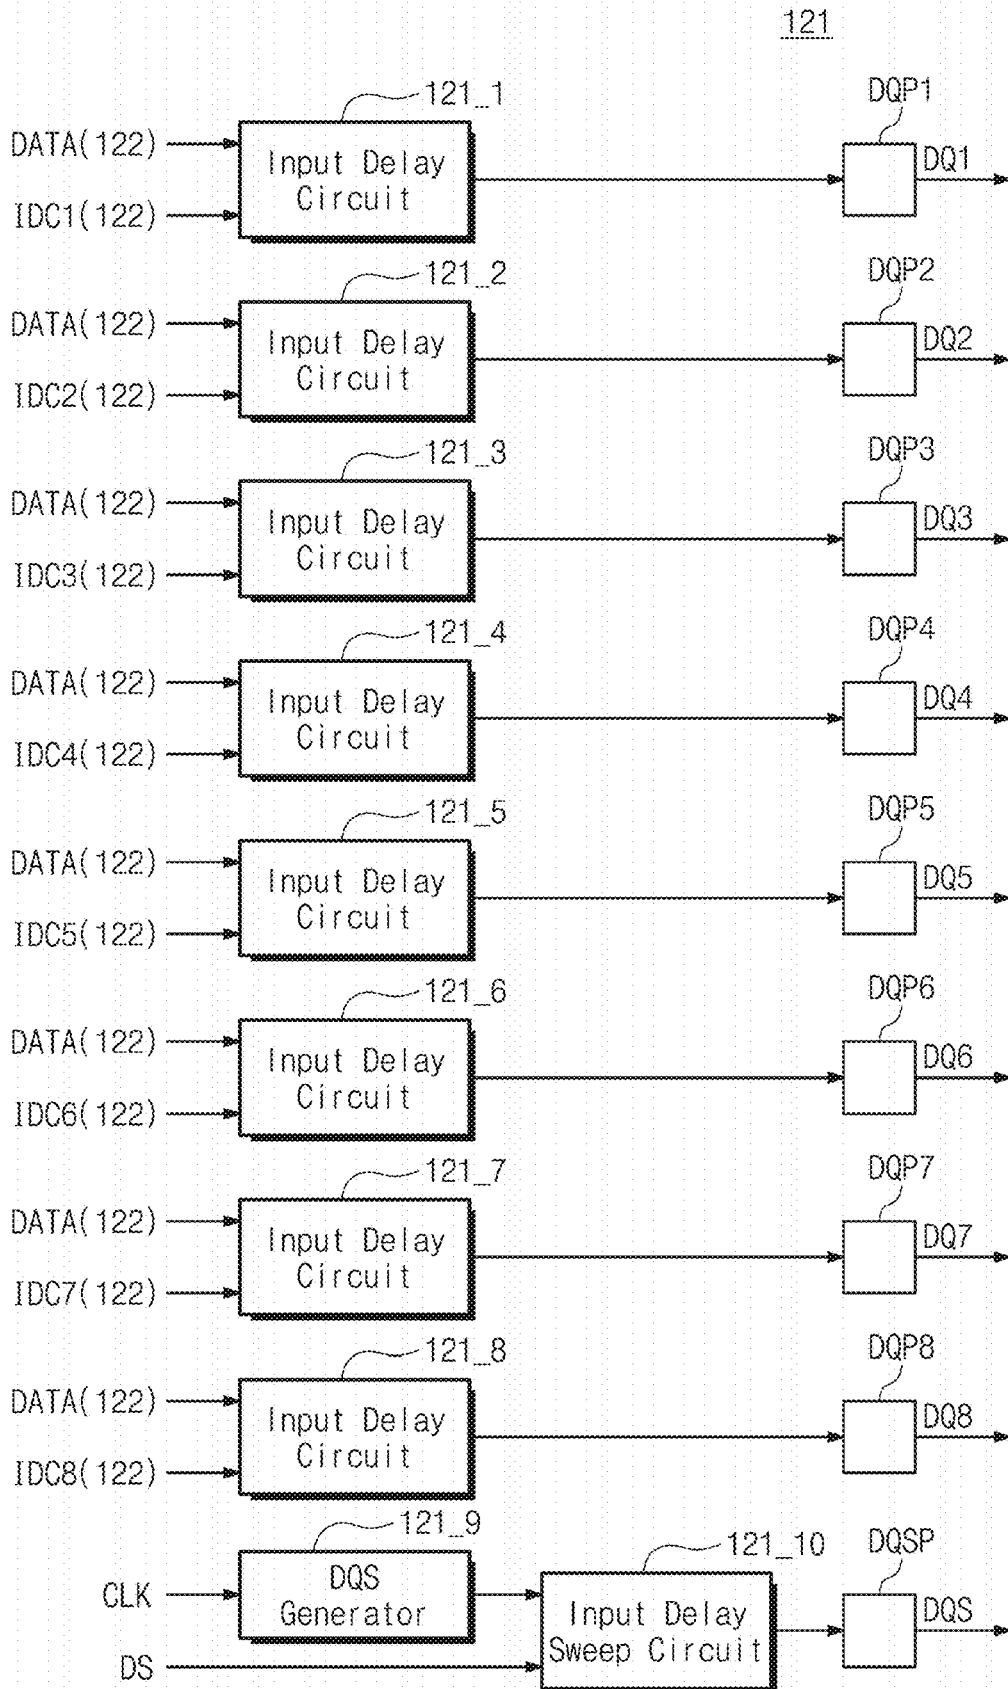 121
121_1
DQP1
DATA(122)
Input Delay
Circuit
DQ1
IDC1(122)
121_2
DQP2
DATA(122)
Input Delay
Circuit
DQ2
IDC2(122)
121_3
DQP3
DATA(122)
Input Delay
Circuit
DQ3
IDC3(122)
121_4
DQP4
DATA(122)
Input Delay
Circuit
DQ4
IDC4(122)
121_5
DQP5
DATA(122)
Input Delay
Circuit
DQ5
IDC5(122)
121_6
DQP6
DATA(122)
Input Delay
Circuit
DQ6
IDC6(122)
121_7
DQP7
DATA(122)
Input Delay
Circuit
DQ7
IDC7(122)
121_8
DQP8
DATA(122)
Input Delay
Circuit
DQ8
IDC8(122)
121_9
121_10
DQSP
CLK
DQS
Generator
Input Delay
Sweep Circuit
DQS
DS